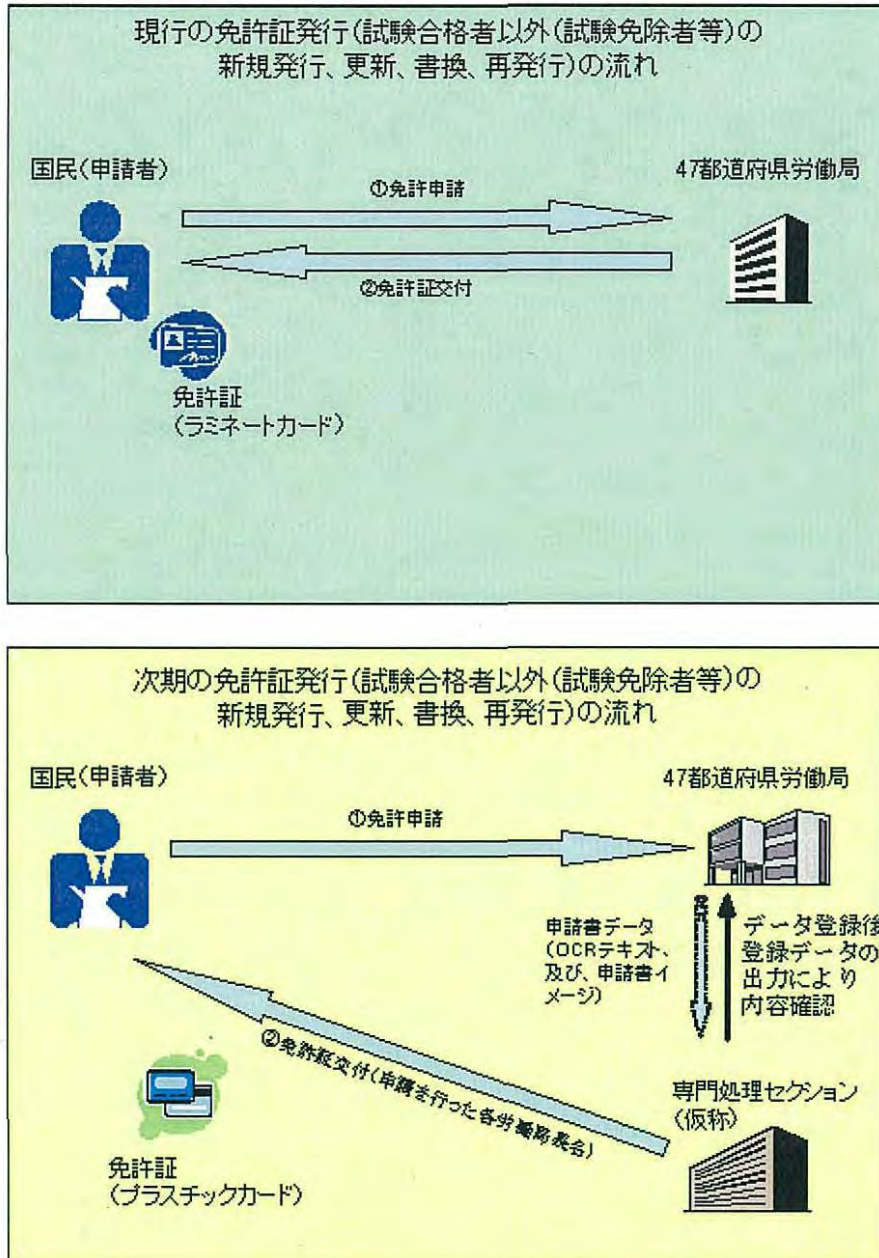 現行の免許証発行(試験合格者以外(試験免除者等)の
新規発行、更新、書換、再発行)の流れ
国民(申請者)
47都道府県労働局
①免許申請
②免許証交付
免許証
(ラミネートカード)
次期の免許証発行(試験合格者以外(試験免除者等)の
新規発行、更新、書換、再発行)の流れ
国民(申請者)
47都道府県労働局
①免許申請
申請書データ
(OCRテキスト、
及び、申請書イ
メージ)
データ登録後
登録データの
出力により
内容確認
②免許証交付(申請を行った各労働局長名)
専門処理セクション
(仮称)
免許証
(プラスチックカード)